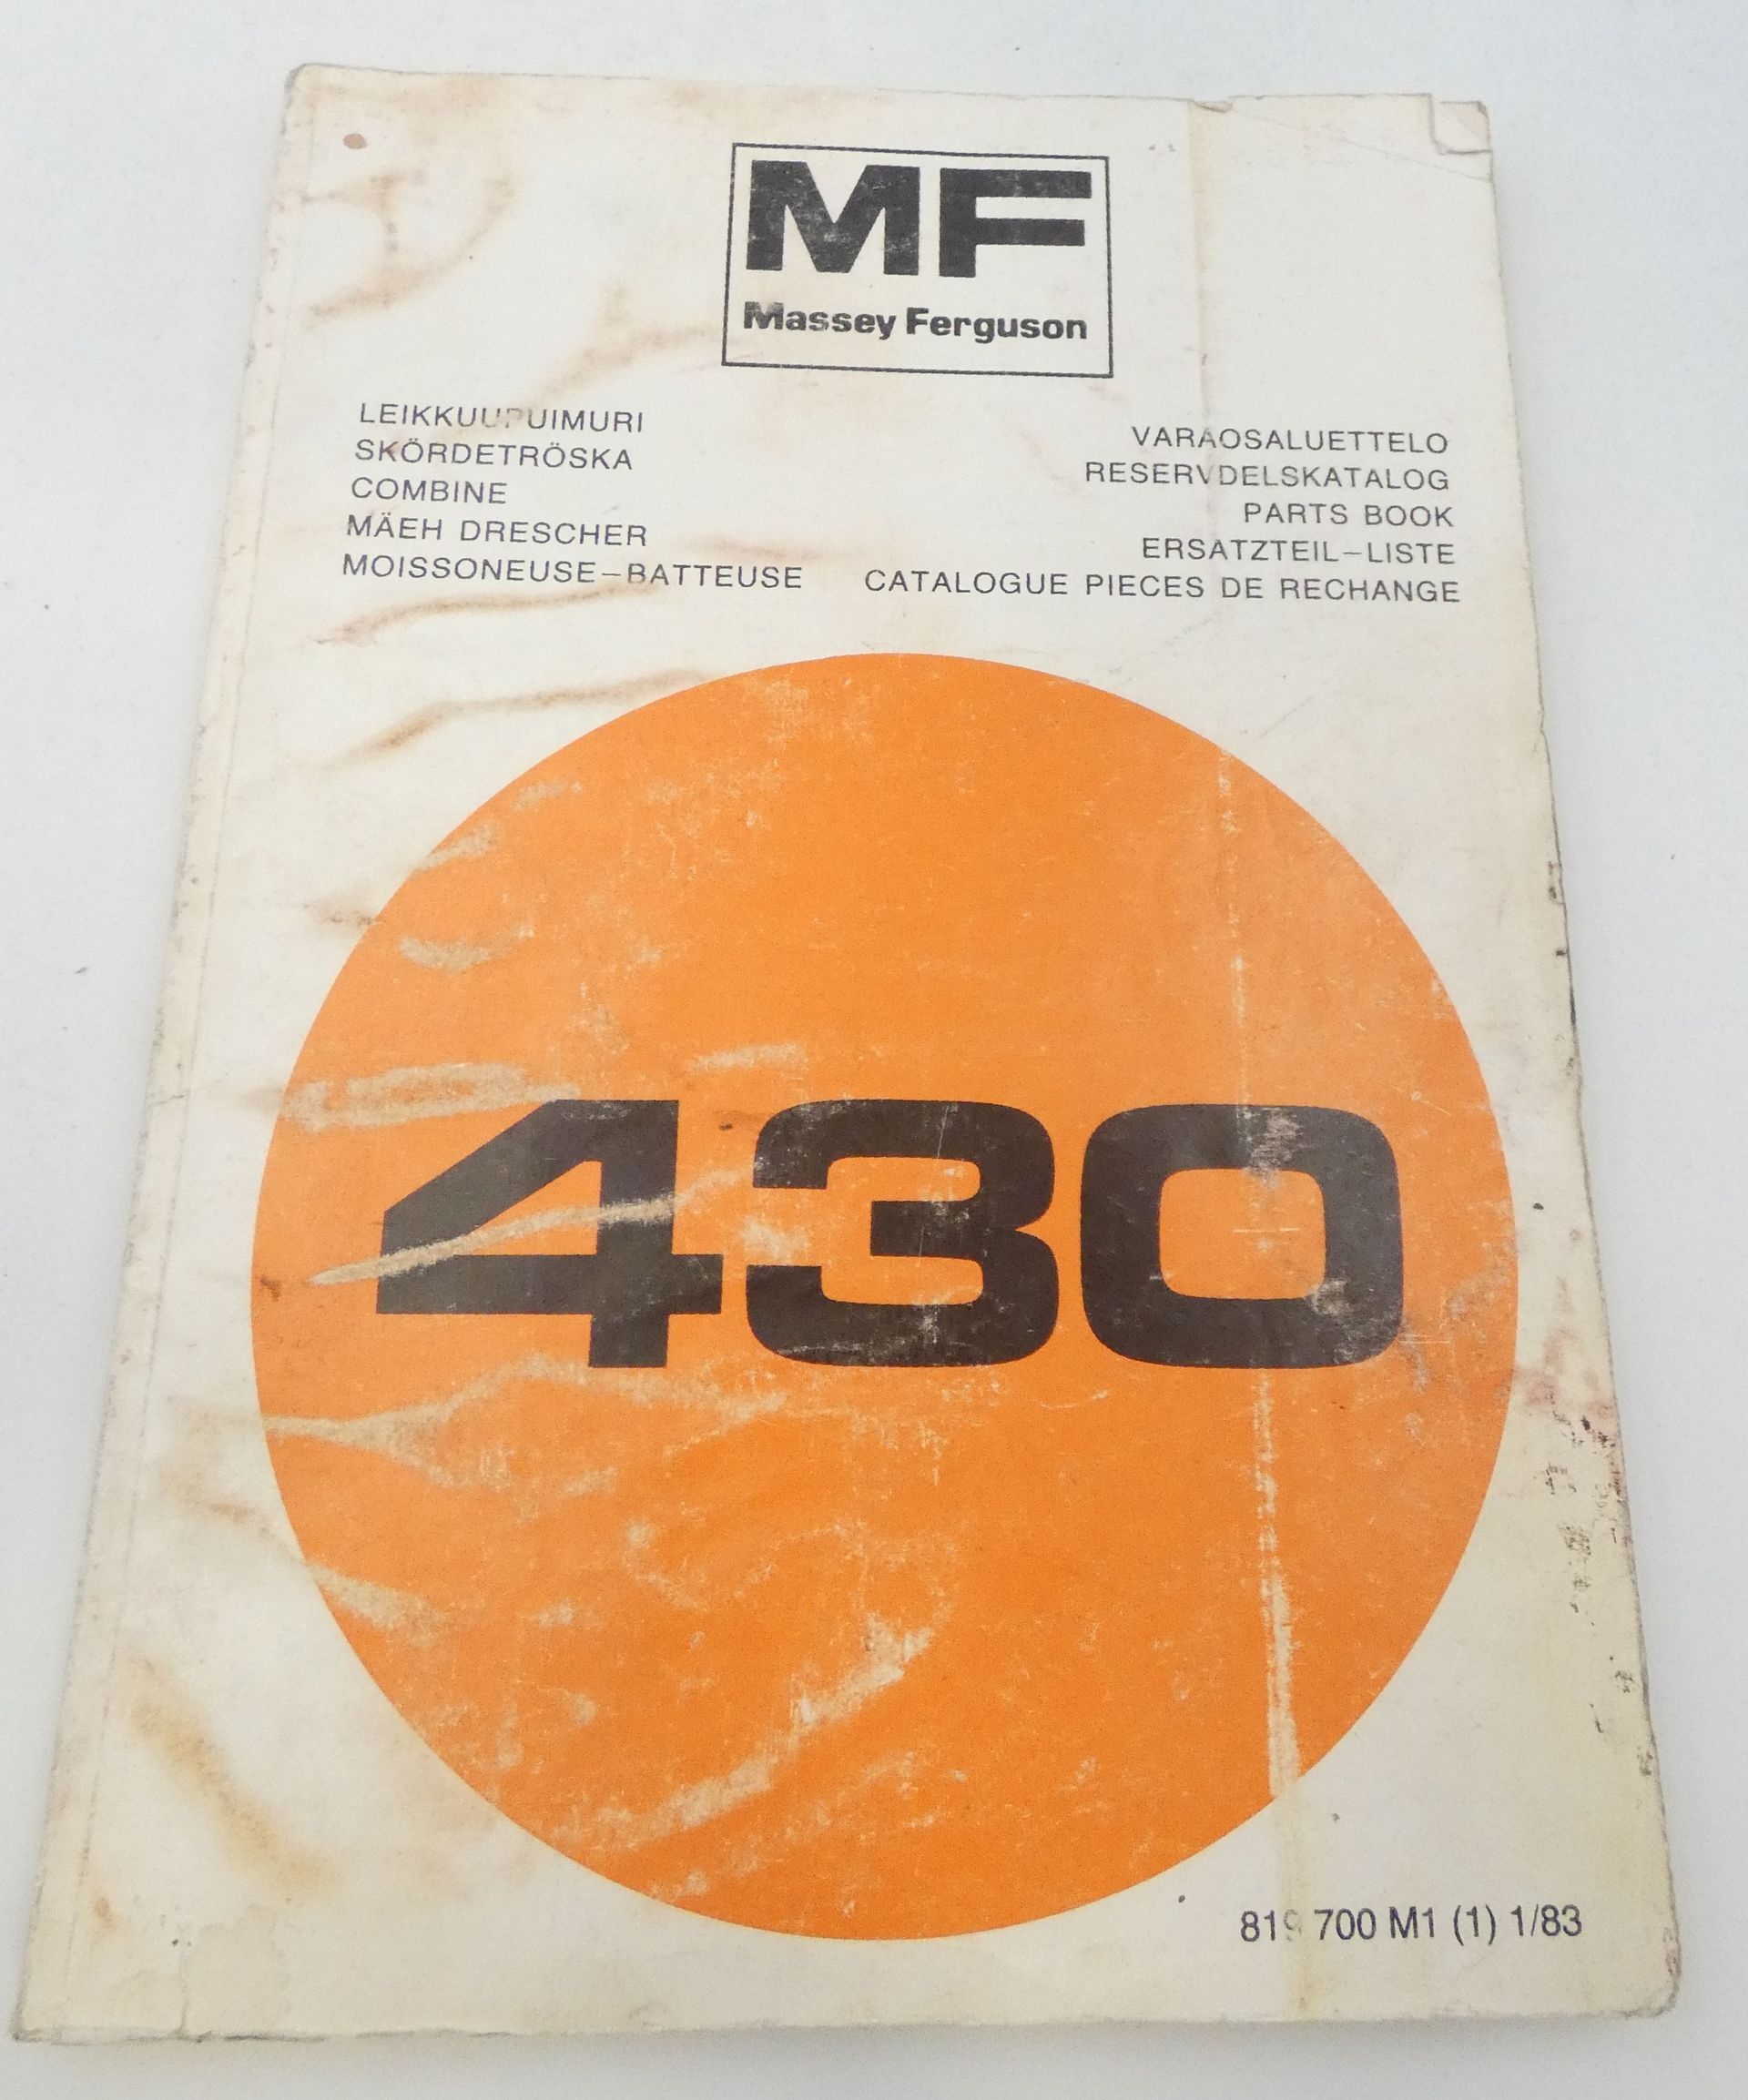 MF
Massey Ferguson
LEIKKUUPUIMURI
SKÖRDETRÖSKA
COMBINE
MÄEH DRESCHER
MOISSONEUSE-BATTEUSE
VARAOSALUETTELO
RESERVDELSKATALOG
PARTS BOOK
ERSATZTEIL-LISTE
CATALOGUE PIECES DE RECHANGE
430
819 700 M1 (1) 1/83